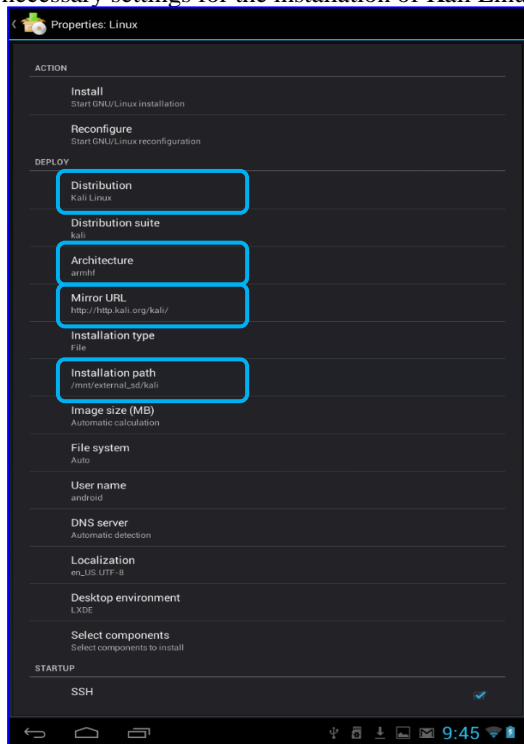 necessary settings for the installation of Kali Linu
Properties: Linux
ACTION
Install
Start GNU/Linux installation
Reconfigure
Start GNU/Linux reconfiguration
DEPLOY
Distribution
Kali Linux
Distribution suite
kali
Architecture
armhf
Mirror URL
http://http.kali.org/kali/
Installation type
File
Installation path
/mnt/external_sd/kali
Image size (MB)
Automatic calculation
File system
Auto
User name
android
DNS server
Automatic detection
Localization
en_US.UTF-8
Desktop environment
LXDE
Select components
Select components to install
STARTUP
SSH
9:45